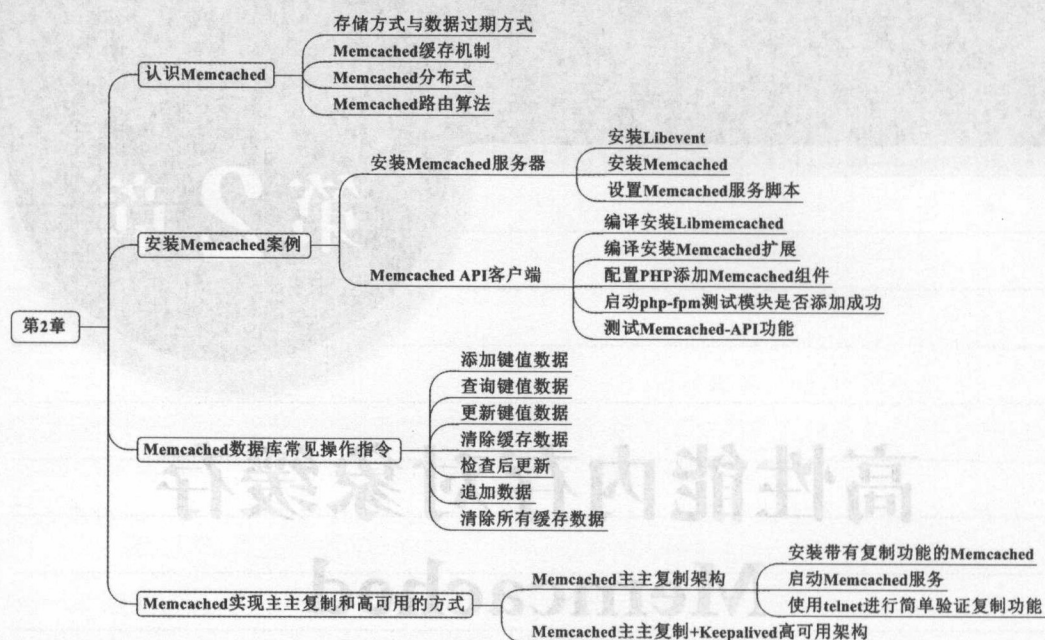 第2章
认识Memcached
存储方式与数据过期方式
Memcached缓存机制
Memcached分布式
Memcached路由算法
安装Memcached案例
安装Memcached服务器
安装Libevent
安装Memcached
设置Memcached服务脚本
Memcached API客户端
编译安装Libmemcached
编译安装Memcached扩展
配置PHP添加Memcached组件
启动php-fpm测试模块是否添加成功
测试Memcached-API功能
Memcached数据库常见操作指令
添加键值数据
查询键值数据
更新键值数据
清除缓存数据
检查后更新
追加数据
清除所有缓存数据
Memcached实现主主复制和高可用的方式
Memcached主主复制架构
安装带有复制功能的Memcached
启动Memcached服务
使用telnet进行简单验证复制功能
Memcached主主复制+Keepalived高可用架构
第2章
高性能内存对象缓存
Memcached